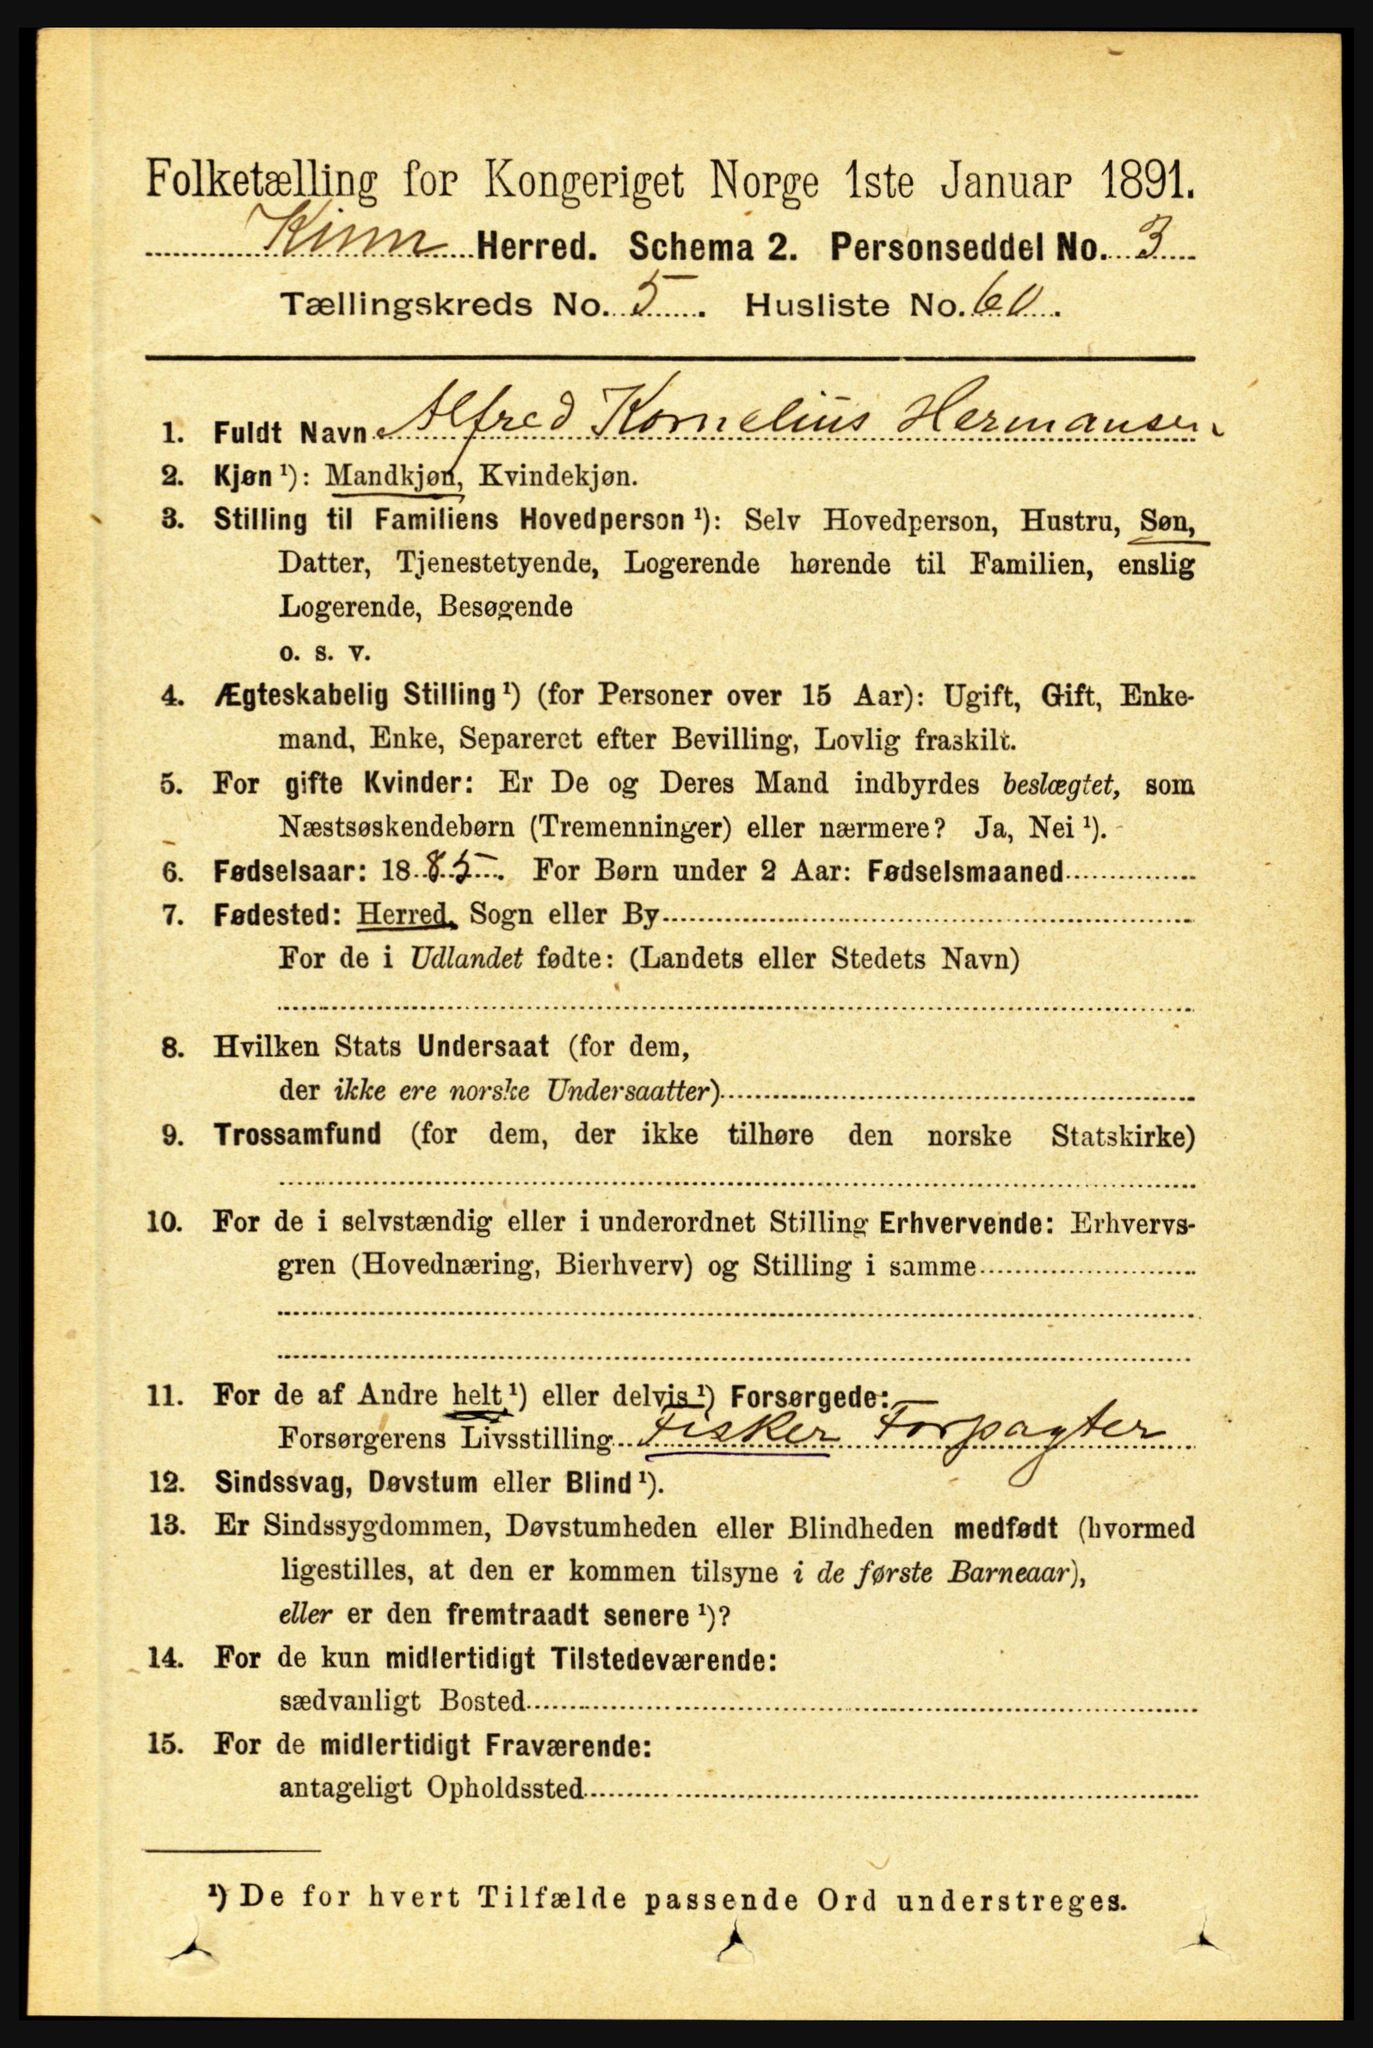 Folketælling for Kongeriget Norge 1ste Januar 1891.
Kinn Herred. Schema 2. Personseddel No. 3
Tællingskreds No. 5. Husliste No. 60.
1. Fuldt Navn Alfred Kornelius Hermansen
2. Kjøn ¹): Mandkjøn, Kvindekjøn.
3. Stilling til Familiens Hovedperson ¹): Selv Hovedperson, Hustru, Søn,
Datter, Tjenestetyende, Logerende hørende til Familien, enslig
Logerende, Besøgende
o. s. v.
4. Ægteskabelig Stilling ¹) (for Personer over 15 Aar): Ugift, Gift, Enke-
mand, Enke, Separeret efter Bevilling, Lovlig fraskilt.
5. For gifte Kvinder: Er De og Deres Mand indbyrdes beslægtet, som
Næstsøskendebørn (Tremenninger) eller nærmere? Ja, Nei ¹).
6. Fødselsaar: 1885. For Børn under 2 Aar: Fødselsmaaned
7. Fødested: Herred, Sogn eller By
For de i Udlandet fødte: (Landets eller Stedets Navn)
8. Hvilken Stats Undersaat (for dem,
der ikke ere norske Undersaatter)
9. Trossamfund (for dem, der ikke tilhøre den norske Statskirke)
10. For de i selvstændig eller i underordnet Stilling Erhvervende: Erhvervs-
gren (Hovednæring, Bierhverv) og Stilling i samme
11. For de af Andre helt ¹) eller delvis ¹) Forsørgede:
Forsørgerens Livsstilling Fisker Forpagter
12. Sindssvag, Døvstum eller Blind ¹).
13. Er Sindssygdommen, Døvstumheden eller Blindheden medfødt (hvormed
ligestilles, at den er kommen tilsyne i de første Barneaar),
eller er den fremtraadt senere ¹)?
14. For de kun midlertidigt Tilstedeværende:
sædvanligt Bosted
15. For de midlertidigt Fraværende:
antageligt Opholdssted
¹) De for hvert Tilfælde passende Ord understreges.